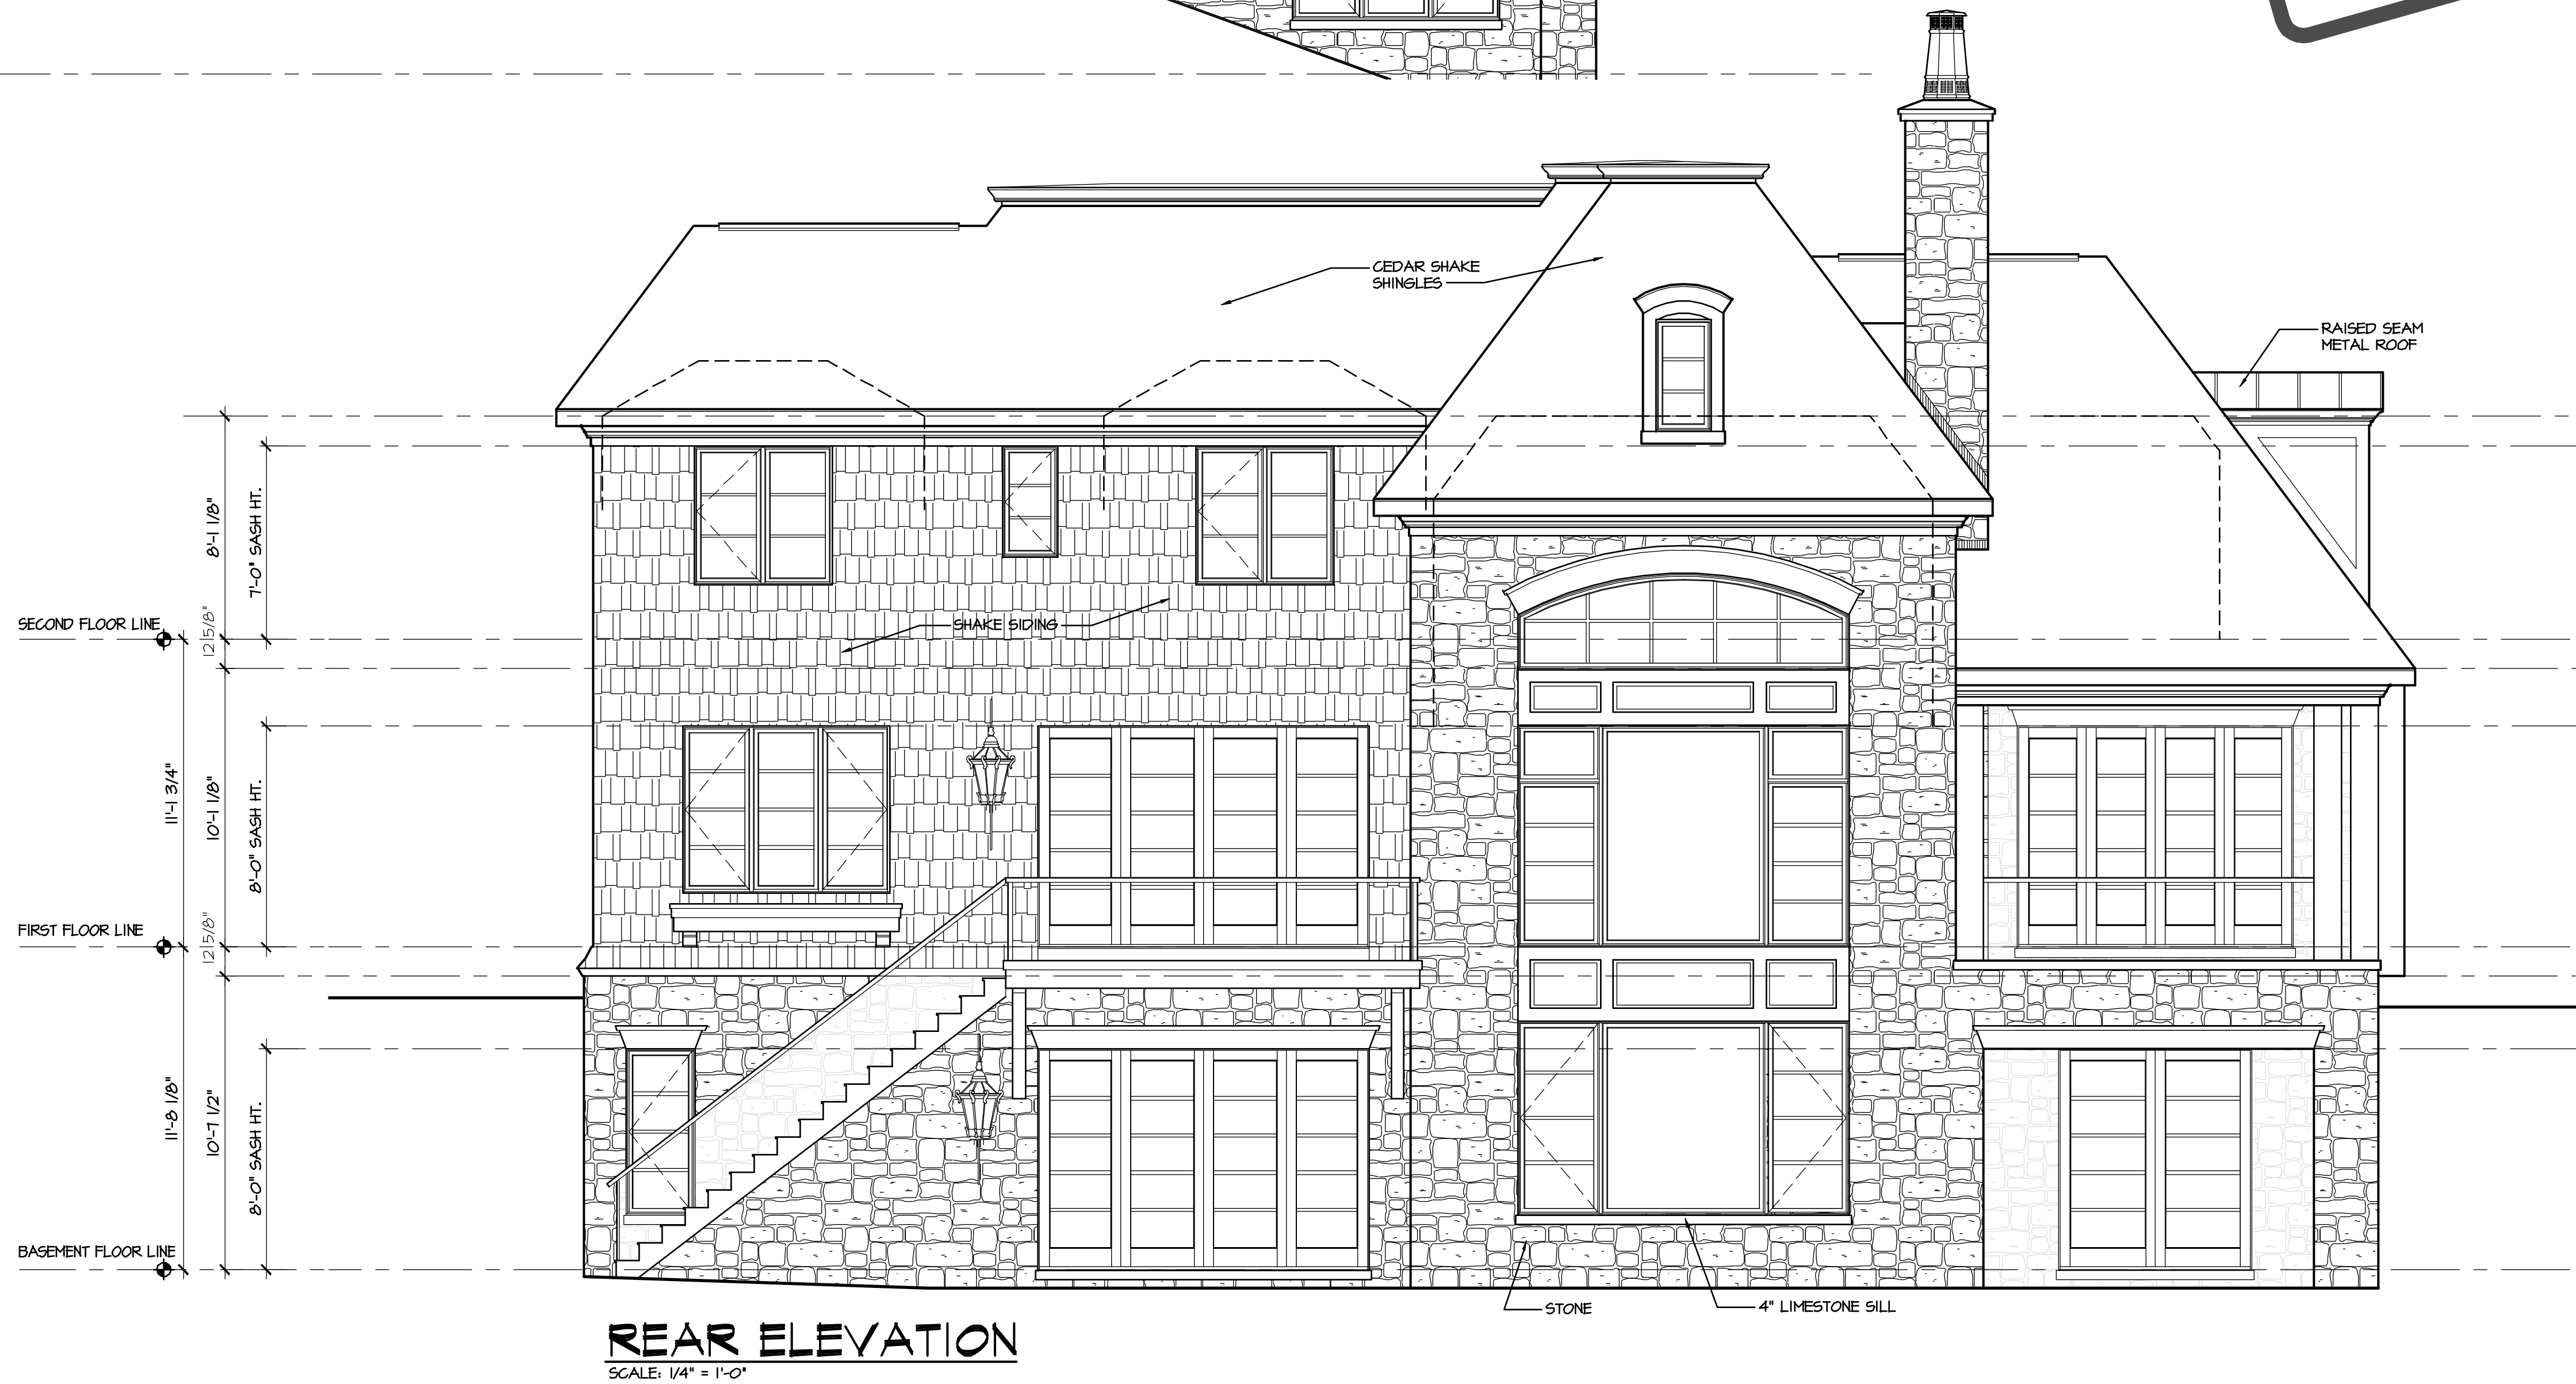 CEDAR SHAKE
SHINGLES
RAISED SEAM
METAL ROOF
8'-1 1/8"
7'-0" SASH HT.
SECOND FLOOR LINE
12 5/8"
SHAKE SIDING
11'-1 3/4"
10'-1 1/8"
8'-0" SASH HT.
FIRST FLOOR LINE
12 5/8"
11'-8 1/8"
10'-7 1/2"
8'-0" SASH HT.
BASEMENT FLOOR LINE
STONE
4" LIMESTONE SILL
REAR ELEVATION
SCALE: 1/4" = 1'-0"